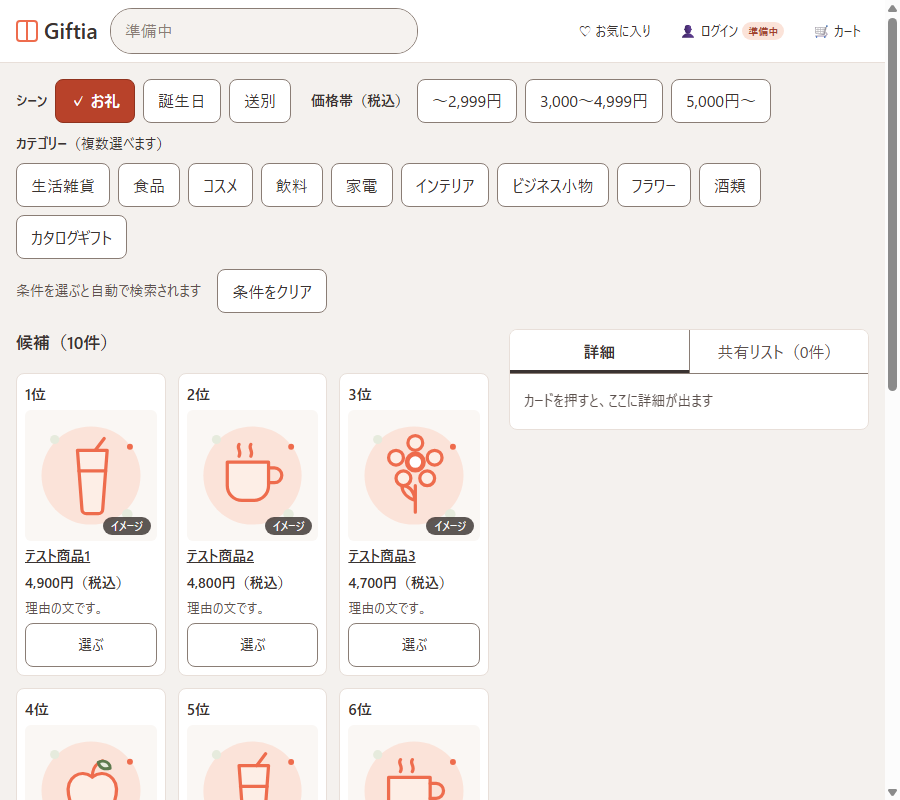 Giftia 準備中 ♡ お気に入り 👤 ログイン 準備中 🛒 カート
シーン ✓ お礼 誕生日 送別 価格帯（税込） ～2,999円 3,000～4,999円 5,000円～
カテゴリー（複数選べます）
生活雑貨 食品 コスメ 飲料 家電 インテリア ビジネス小物 フラワー 酒類
カタログギフト
条件を選ぶと自動で検索されます 条件をクリア
候補（10件）
詳細 共有リスト（0件）
カードを押すと、ここに詳細が出ます
1位 2位 3位
イメージ イメージ イメージ
テスト商品1 テスト商品2 テスト商品3
4,900円（税込） 4,800円（税込） 4,700円（税込）
理由の文です。 理由の文です。 理由の文です。
選ぶ 選ぶ 選ぶ
4位 5位 6位